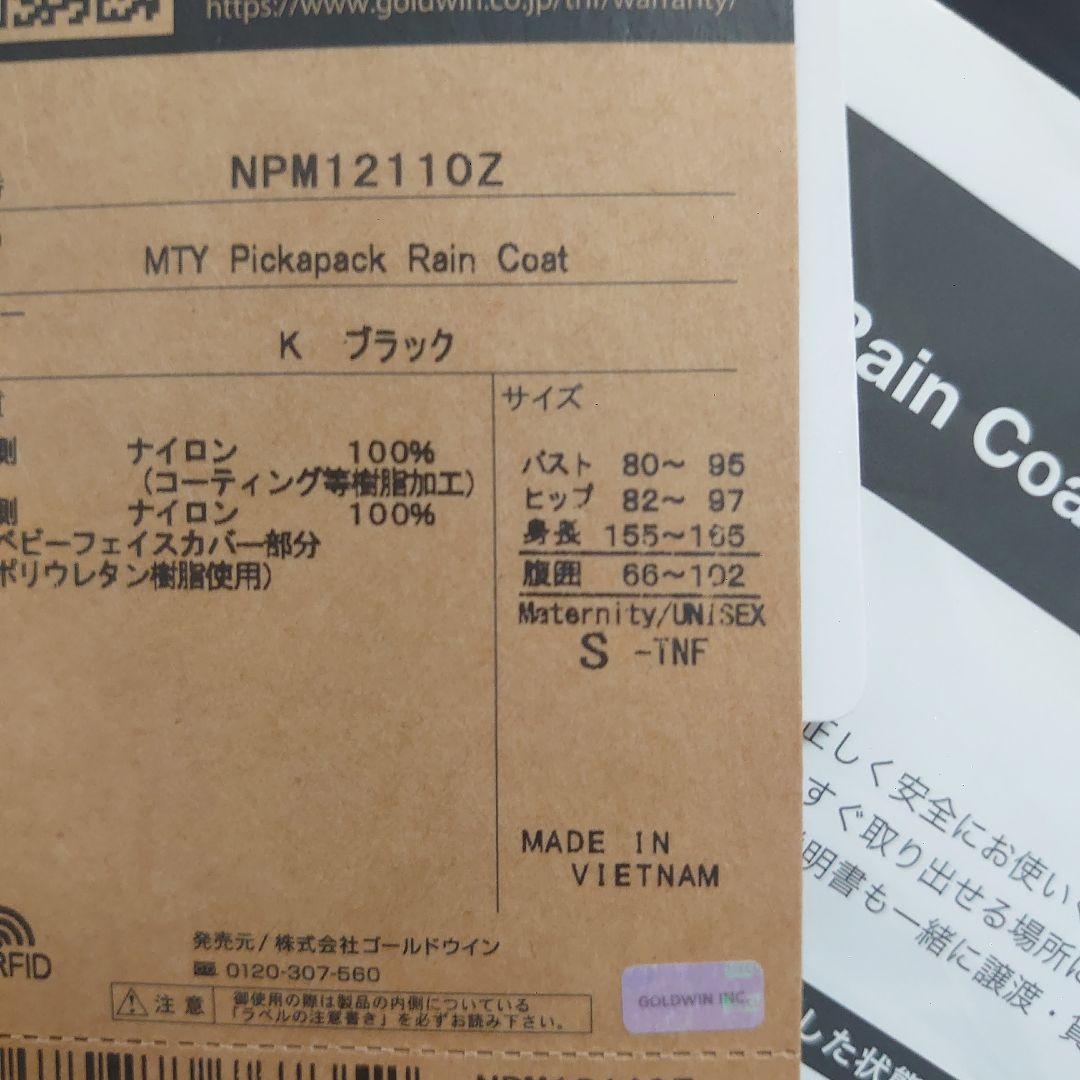 https://www.goldwin.co.jp/tnf/warranty/
NPM12110Z
MTY Pickapack Rain Coat
K ブラック
サイズ
側 ナイロン 100%
(コーティング等樹脂加工)
側 ナイロン 100%
ベビーフェイスカバー部分
ポリウレタン樹脂使用)
バスト 80～ 95
ヒップ 82～ 97
身長 155～165
腹囲 66～102
Maternity/UNISEX
S -TNF
MADE IN
VIETNAM
RFID
発売元/株式会社ゴールドウイン
0120-307-560
注意
御使用の際は製品の内側についている
「ラベルの注意書き」を必ずお読み下さい。
GOLDWIN INC.
Rain Coa
正しく安全にお使い
すぐ取り出せる場所に
明書も一緒に譲渡・貸
した状態